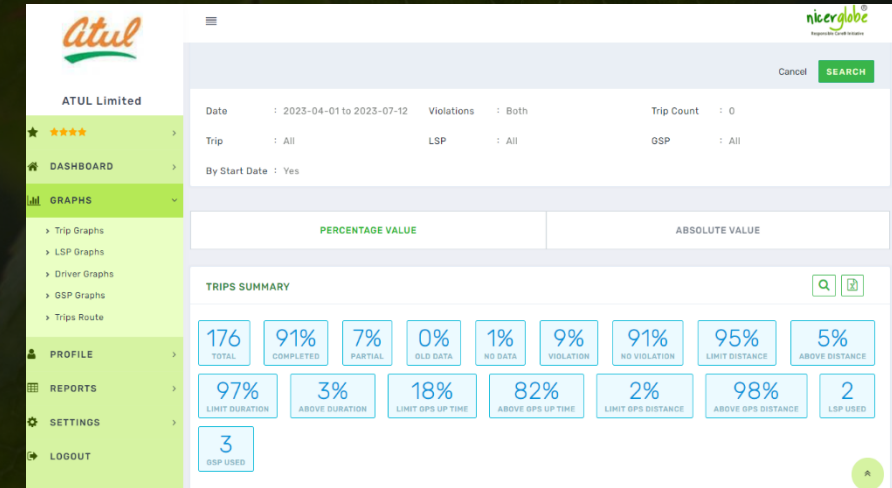 atul
nicerglobe
Responsible Care® Initiative
Cancel
SEARCH
ATUL Limited
DASHBOARD
GRAPHS
Trip Graphs
LSP Graphs
Driver Graphs
GSP Graphs
Trips Route
PROFILE
REPORTS
SETTINGS
LOGOUT
Date : 2023-04-01 to 2023-07-12 Violations : Both Trip Count : 0
Trip : All LSP : All GSP : All
By Start Date : Yes
PERCENTAGE VALUE ABSOLUTE VALUE
TRIPS SUMMARY
176 91% 7% 0% 1% 9% 91% 95% 5%
TOTAL COMPLETED PARTIAL OLD DATA NO DATA VIOLATION NO VIOLATION LIMIT DISTANCE ABOVE DISTANCE
97% 3% 18% 82% 2% 98% 2
LIMIT DURATION ABOVE DURATION LIMIT GPS UP TIME ABOVE GPS UP TIME LIMIT GPS DISTANCE ABOVE GPS DISTANCE LSP USED
3
GSP USED